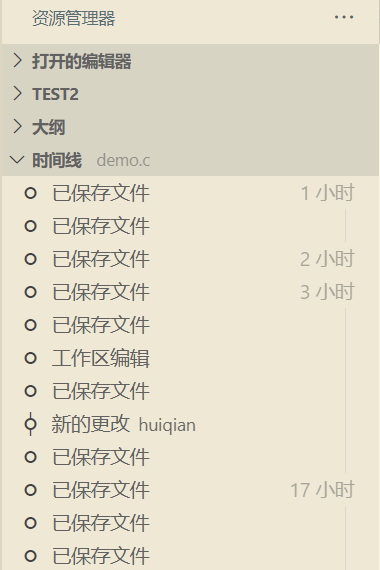 资源管理器 ···
打开的编辑器
TEST2
大纲
时间线 demo.c
已保存文件 1 小时
已保存文件
已保存文件 2 小时
已保存文件 3 小时
已保存文件
工作区编辑
已保存文件
新的更改 huiqian
已保存文件
已保存文件 17 小时
已保存文件
已保存文件